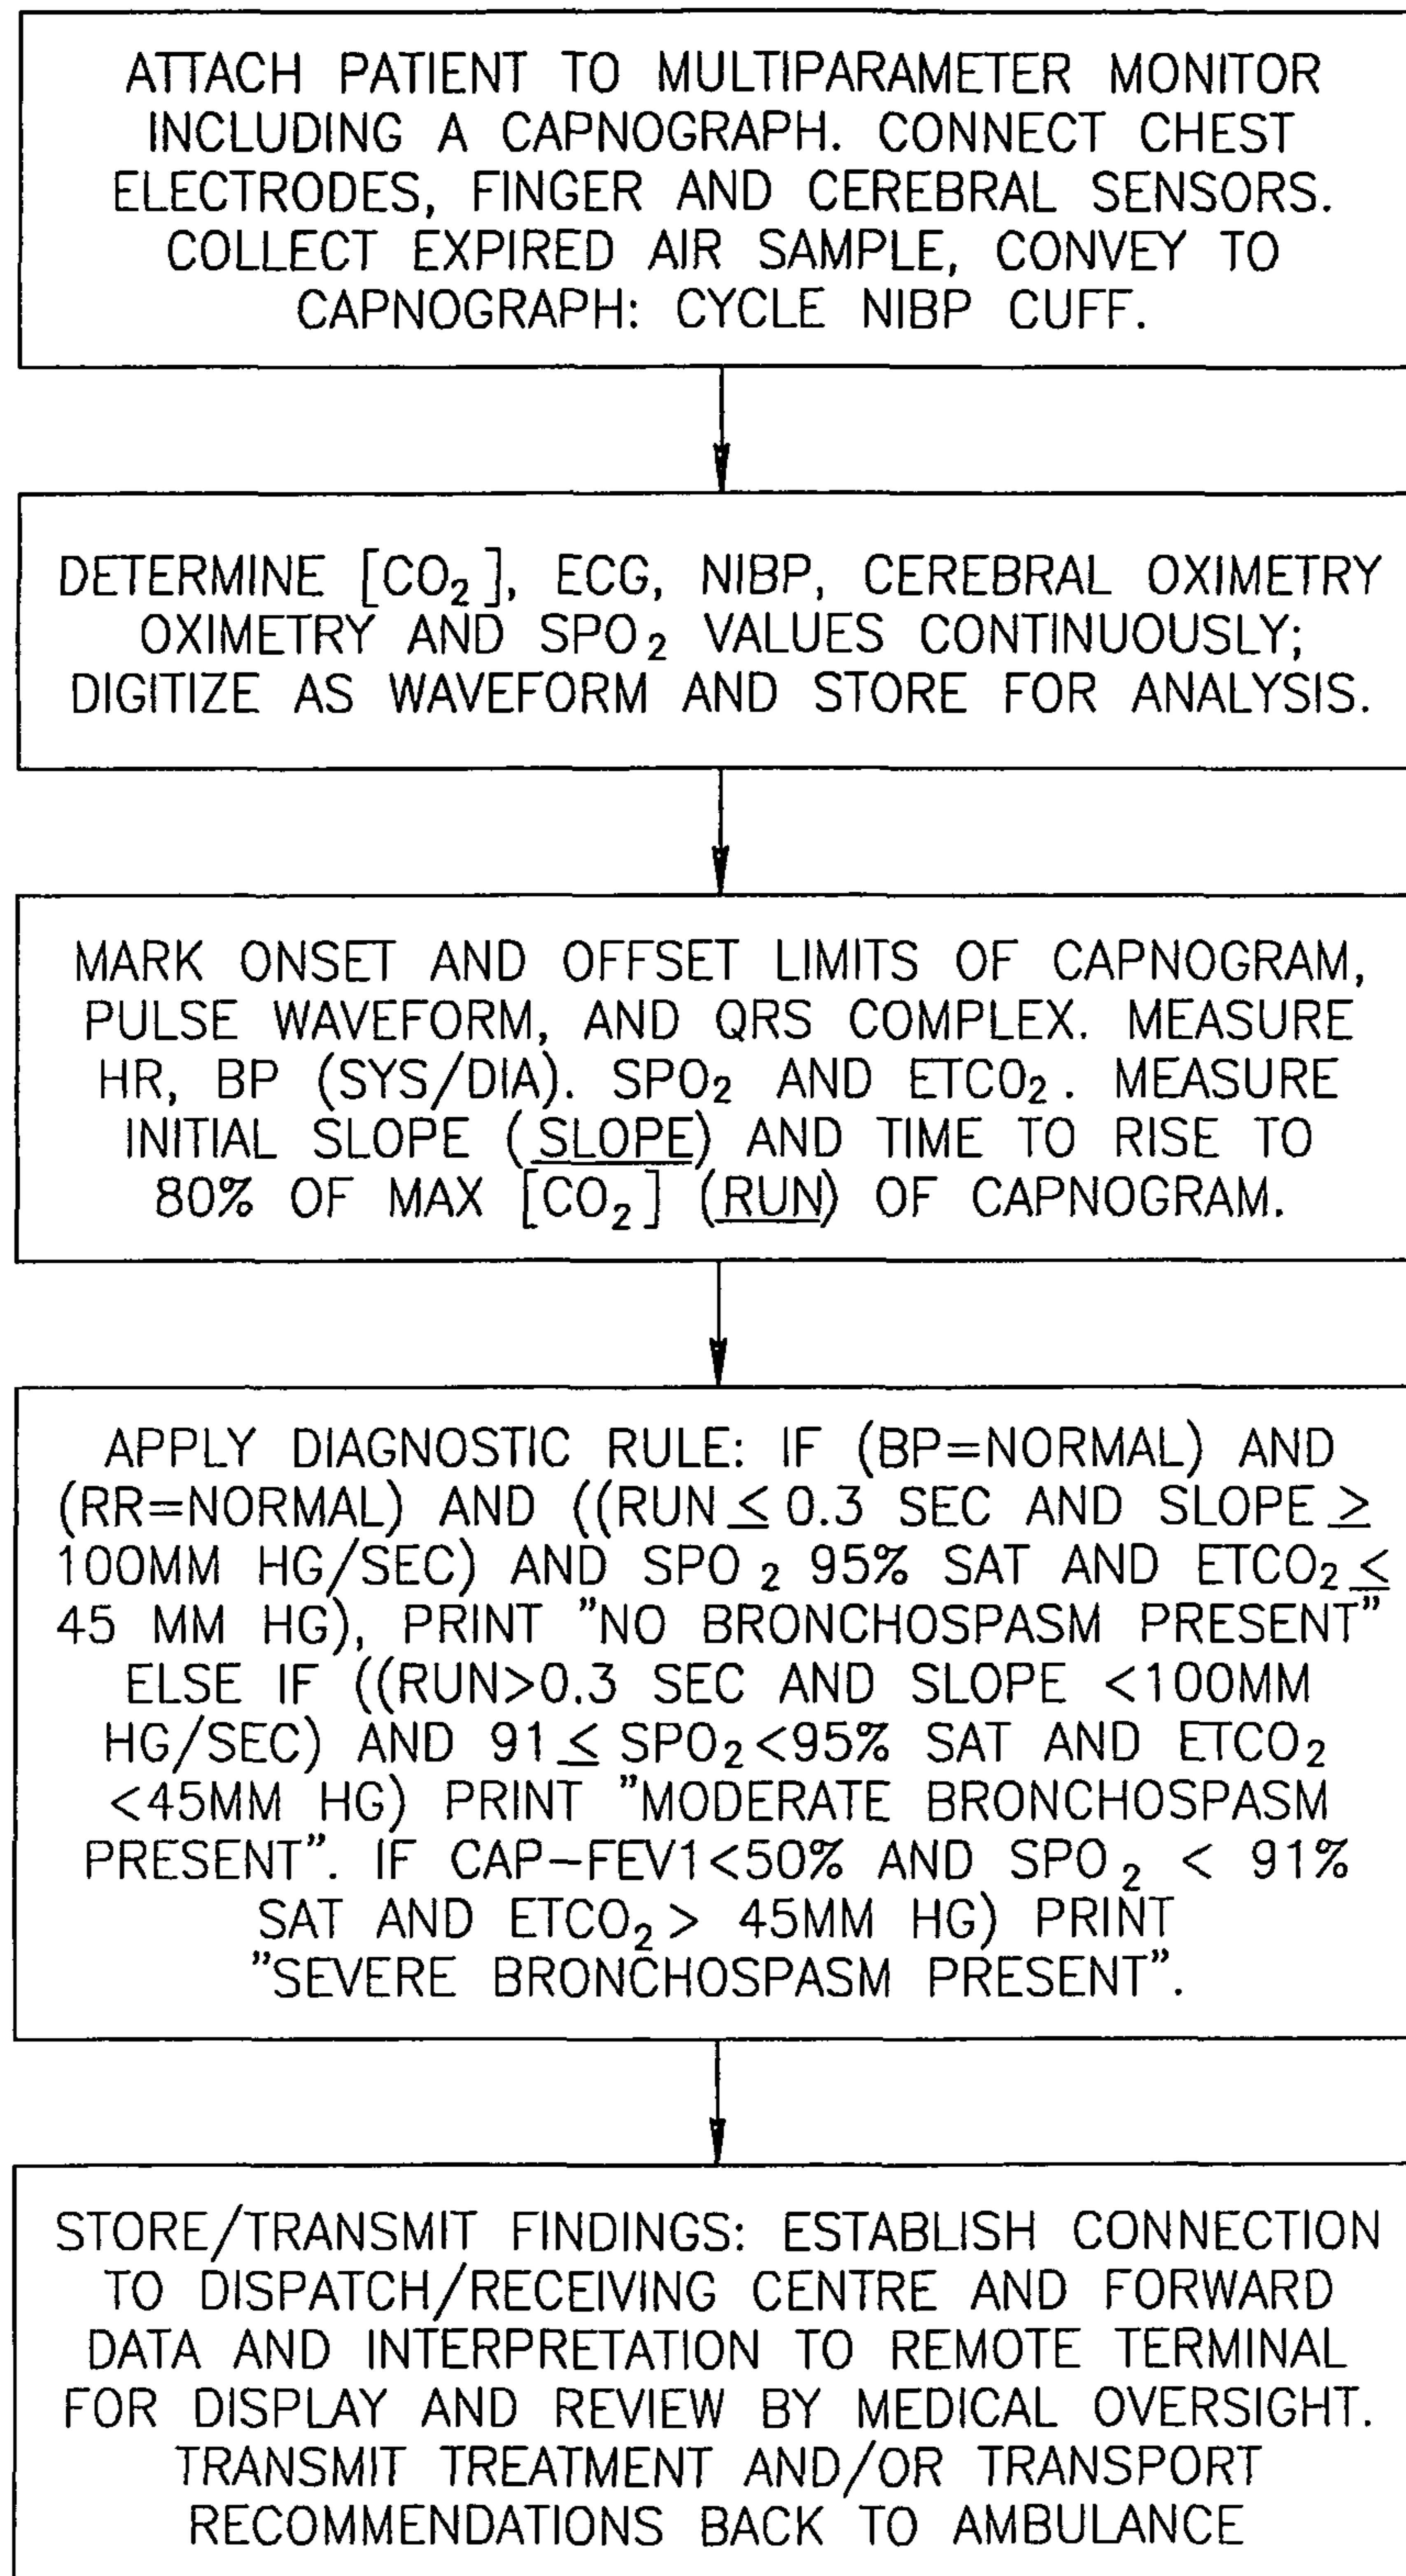 ATTACH PATIENT TO MULTIPARAMETER MONITOR
INCLUDING A CAPNOGRAPH. CONNECT CHEST
ELECTRODES, FINGER AND CEREBRAL SENSORS.
COLLECT EXPIRED AIR SAMPLE, CONVEY TO
CAPNOGRAPH: CYCLE NIBP CUFF.
DETERMINE [CO₂], ECG, NIBP, CEREBRAL OXIMETRY
OXIMETRY AND SPO₂ VALUES CONTINUOUSLY;
DIGITIZE AS WAVEFORM AND STORE FOR ANALYSIS.
MARK ONSET AND OFFSET LIMITS OF CAPNOGRAM,
PULSE WAVEFORM, AND QRS COMPLEX. MEASURE
HR, BP (SYS/DIA). SPO₂ AND ETCO₂. MEASURE
INITIAL SLOPE (SLOPE) AND TIME TO RISE TO
80% OF MAX [CO₂] (RUN) OF CAPNOGRAM.
APPLY DIAGNOSTIC RULE: IF (BP=NORMAL) AND
(RR=NORMAL) AND ((RUN ≤ 0.3 SEC AND SLOPE ≥
100MM HG/SEC) AND SPO₂ 95% SAT AND ETCO₂ ≤
45 MM HG), PRINT "NO BRONCHOSPASM PRESENT"
ELSE IF ((RUN>0.3 SEC AND SLOPE <100MM
HG/SEC) AND 91 ≤ SPO₂<95% SAT AND ETCO₂
<45MM HG) PRINT "MODERATE BRONCHOSPASM
PRESENT". IF CAP-FEV1<50% AND SPO₂ < 91%
SAT AND ETCO₂> 45MM HG) PRINT
"SEVERE BRONCHOSPASM PRESENT".
STORE/TRANSMIT FINDINGS: ESTABLISH CONNECTION
TO DISPATCH/RECEIVING CENTRE AND FORWARD
DATA AND INTERPRETATION TO REMOTE TERMINAL
FOR DISPLAY AND REVIEW BY MEDICAL OVERSIGHT.
TRANSMIT TREATMENT AND/OR TRANSPORT
RECOMMENDATIONS BACK TO AMBULANCE